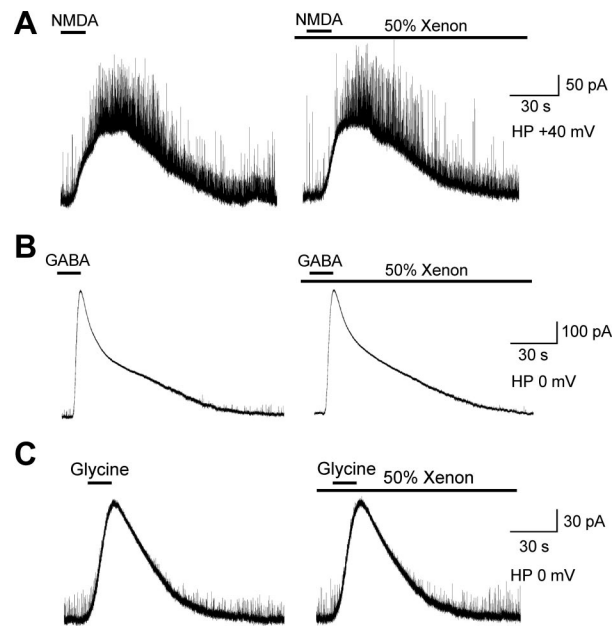 A
NMDA
NMDA
50% Xenon
50 pA
30 s
HP +40 mV
B
GABA
GABA
50% Xenon
100 pA
30 s
HP 0 mV
C
Glycine
Glycine
50% Xenon
30 pA
30 s
HP 0 mV